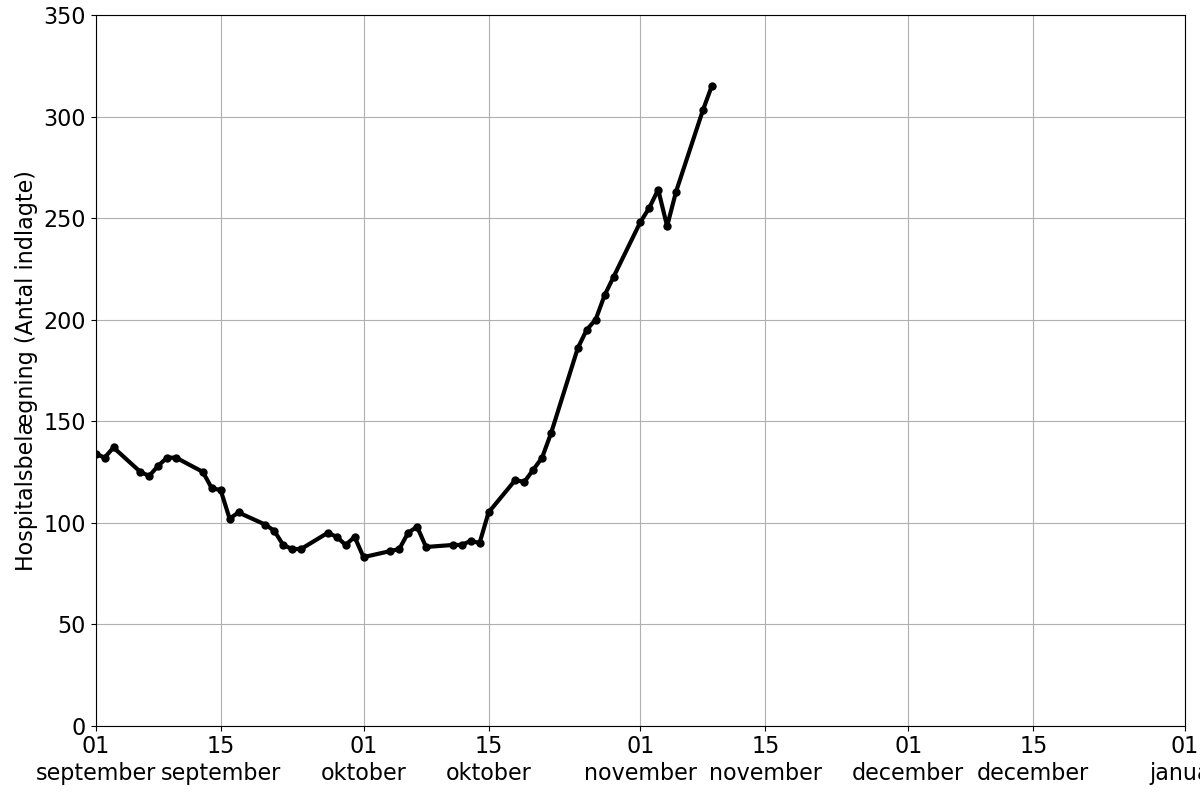 350
300
250
200
150
100
50
0
Hospitalsbelægning (Antal indlagte)
01 15 01 15 01 15 01 15 01
september september oktober oktober november november december december janua